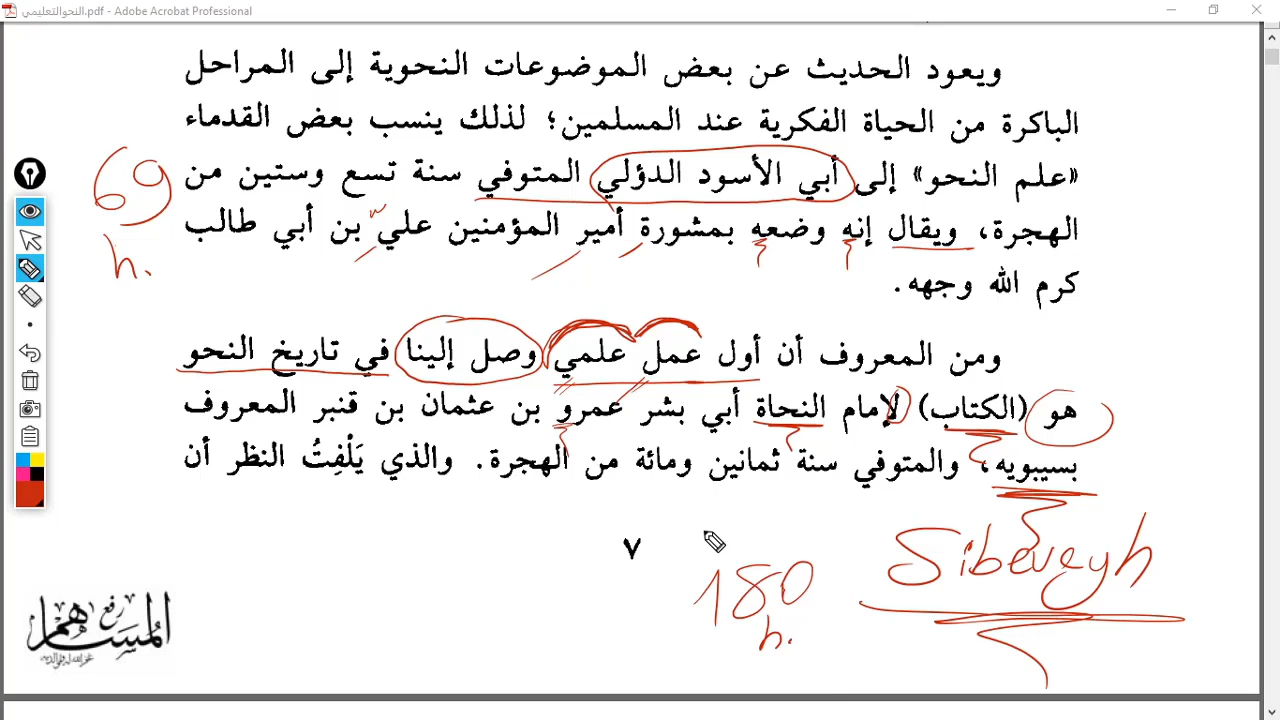 النحوالتعليمي.pdf - Adobe Acrobat Professional
ويعود الحديث عن بعض الموضوعات النحوية إلى المراحل
الباكرة من الحياة الفكرية عند المسلمين؛ لذلك ينسب بعض القدماء
«علم النحو» إلى أبي الأسود الدؤلي المتوفي سنة تسع وستين من
69
الهجرة، ويقال إنه وضعه بمشورة أمير المؤمنين علي بن أبي طالب
h.
كرم الله وجهه.
ومن المعروف أن أول عمل علمي وصل إلينا في تاريخ النحو
هو (الكتاب) لإمام النحاة أبي بشر عمرو بن عثمان بن قنبر المعروف
بسيبويه، والمتوفي سنة ثمانين ومائة من الهجرة. والذي يَلْفِتُ النظر أن
٧
Sibeveyh
180
h.
رفع
المساهم